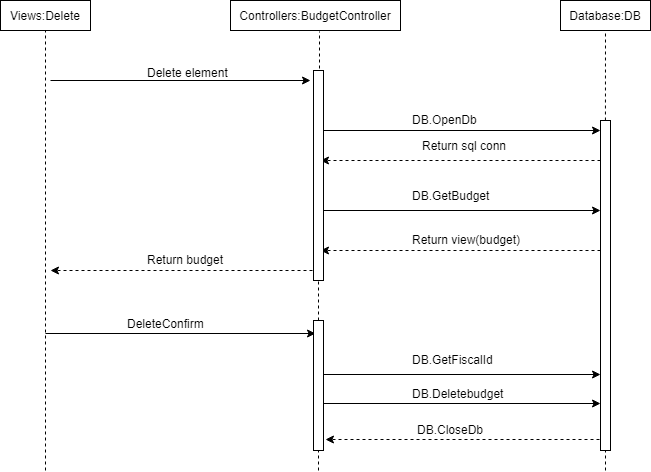 Views:Delete
Controllers:BudgetController
Database:DB
Delete element
DB.OpenDb
Return sql conn
DB.GetBudget
Return view(budget)
Return budget
DeleteConfirm
DB.GetFiscalId
DB.Deletebudget
DB.CloseDb